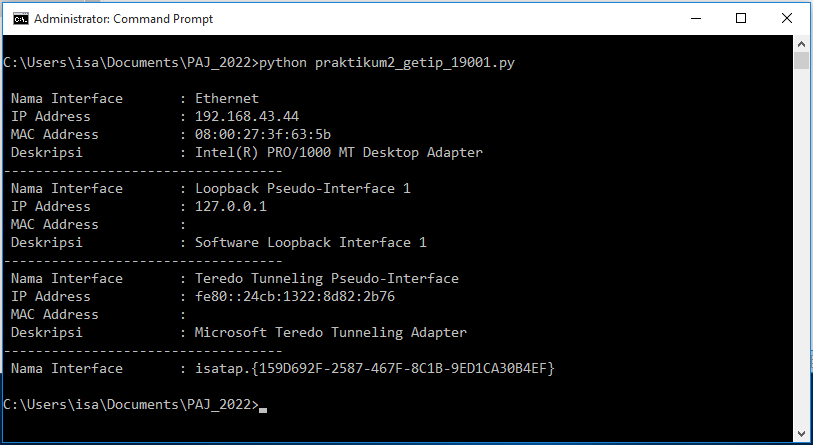 Administrator: Command Prompt
C:\Users\isa\Documents\PAJ_2022>python praktikum2_getip_19001.py
Nama Interface : Ethernet
IP Address : 192.168.43.44
MAC Address : 08:00:27:3f:63:5b
Deskripsi : Intel(R) PRO/1000 MT Desktop Adapter
-----------------------------------
Nama Interface : Loopback Pseudo-Interface 1
IP Address : 127.0.0.1
MAC Address :
Deskripsi : Software Loopback Interface 1
-----------------------------------
Nama Interface : Teredo Tunneling Pseudo-Interface
IP Address : fe80::24cb:1322:8d82:2b76
MAC Address :
Deskripsi : Microsoft Teredo Tunneling Adapter
-----------------------------------
Nama Interface : isatap.{159D692F-2587-467F-8C1B-9ED1CA30B4EF}
C:\Users\isa\Documents\PAJ_2022>